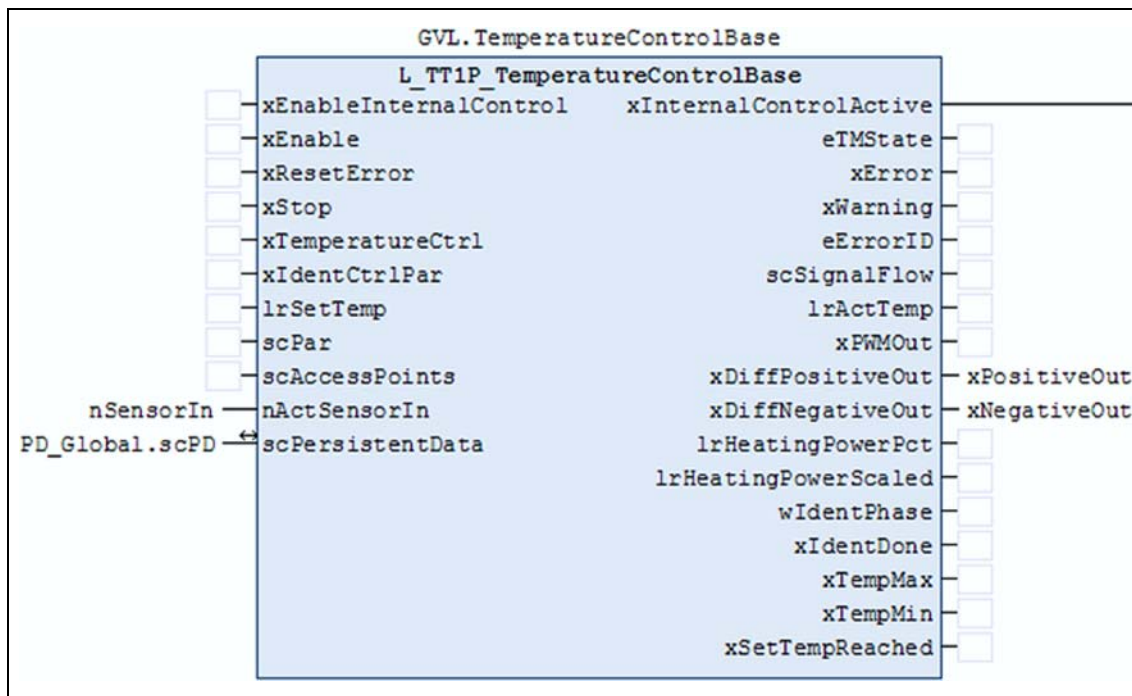 GVL.TemperatureControlBase
L_TT1P_TemperatureControlBase
xEnableInternalControl xInternalControlActive
xEnable eTMState
xResetError xError
xStop xWarning
xTemperatureCtrl eErrorID
xIdentCtrlPar scSignalFlow
lrSetTemp lrActTemp
scPar xPWMOut
scAccessPoints xDiffPositiveOut xPositiveOut
nSensorIn nActSensorIn xDiffNegativeOut xNegativeOut
PD_Global.scPD scPersistentData lrHeatingPowerPct
lrHeatingPowerScaled
wIdentPhase
xIdentDone
xTempMax
xTempMin
xSetTempReached